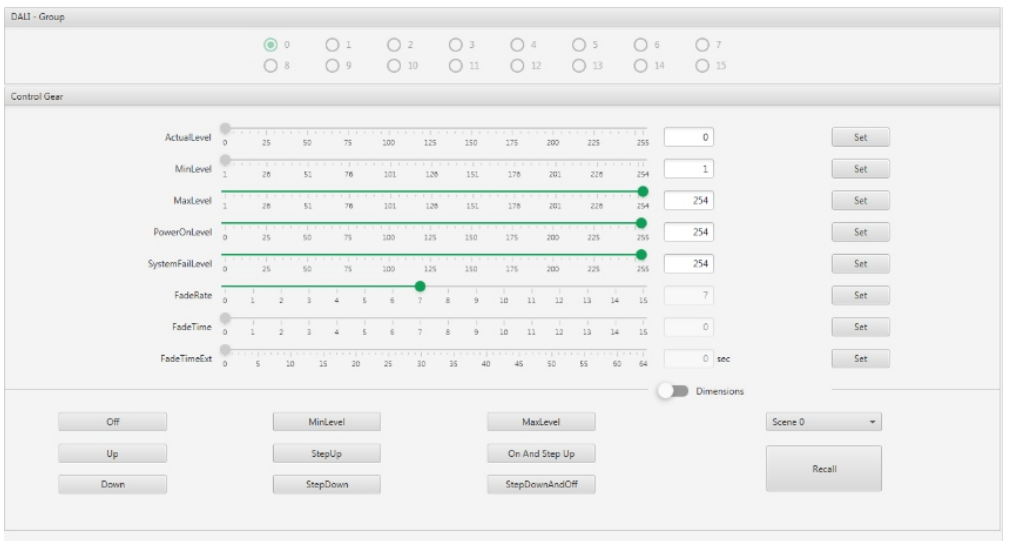 DALI - Group
0 1 2 3 4 5 6 7
8 9 10 11 12 13 14 15
Control Gear
ActualLevel 0 Set
0 25 50 75 100 125 150 175 200 225 255
MinLevel 1 Set
1 26 51 76 101 126 151 176 201 226 254
MaxLevel 254 Set
1 26 51 76 101 126 151 176 201 226 254
PowerOnLevel 254 Set
0 25 50 75 100 125 150 175 200 225 255
SystemFailLevel 254 Set
0 25 50 75 100 125 150 175 200 225 255
FadeRate 7 Set
0 1 2 3 4 5 6 7 8 9 10 11 12 13 14 15
FadeTime 0 Set
0 1 2 3 4 5 6 7 8 9 10 11 12 13 14 15
FadeTimeExt 0 sec Set
0 5 10 15 20 25 30 35 40 45 50 55 60 64
Dimensions
Off MinLevel MaxLevel Scene 0
Up StepUp On And Step Up
Recall
Down StepDown StepDownAndOff